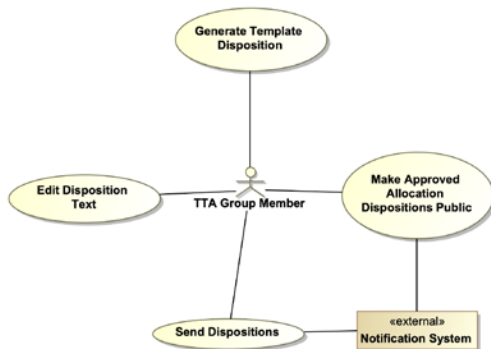 Generate Template
Disposition
Edit Disposition
Text
TTA Group Member
Make Approved
Allocation
Dispositions Public
Send Dispositions
«external»
Notification System